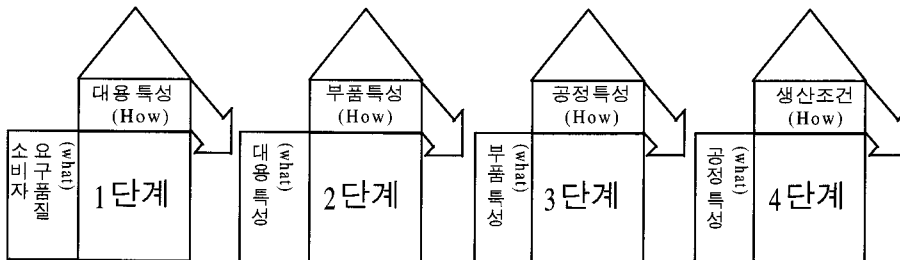 대용 특성
(How)
소비자
요구품질
(what)
1단계
부품특성
(How)
대용 특성
(what)
2단계
공정특성
(How)
부품 특성
(what)
3단계
생산조건
(How)
공정 특성
(what)
4단계